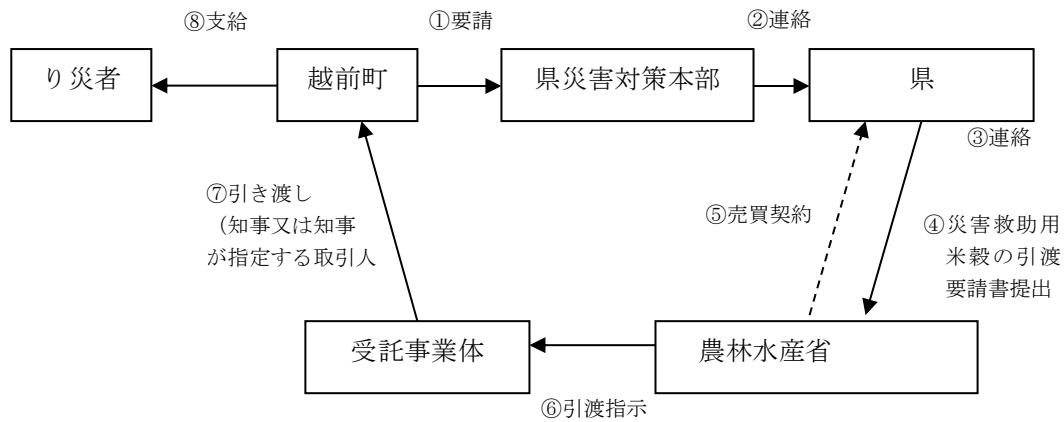 ⑧支給
①要請
②連絡
り災者
越前町
県災害対策本部
県
③連絡
⑦引き渡し
（知事又は知事
が指定する取引人
⑤売買契約
④災害救助用
米穀の引渡
要請書提出
受託事業体
農林水産省
⑥引渡指示